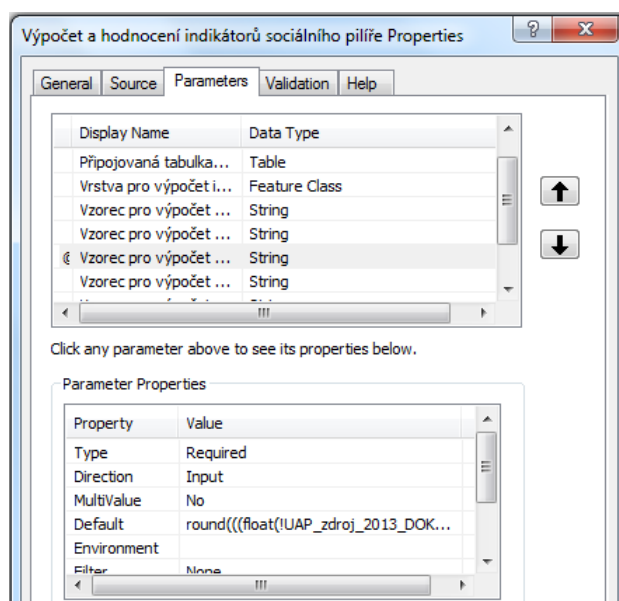 Výpočet a hodnocení indikátorů sociálního pilíře Properties
General Source Parameters Validation Help
Display Name Data Type
Připojovaná tabulka... Table
Vrstva pro výpočet i... Feature Class
Vzorec pro výpočet ... String
Vzorec pro výpočet ... String
Vzorec pro výpočet ... String
Vzorec pro výpočet ... String
Click any parameter above to see its properties below.
Parameter Properties
Property Value
Type Required
Direction Input
MultiValue No
Default round(((float(!UAP_zdroj_2013_DOK...
Environment
Filter None